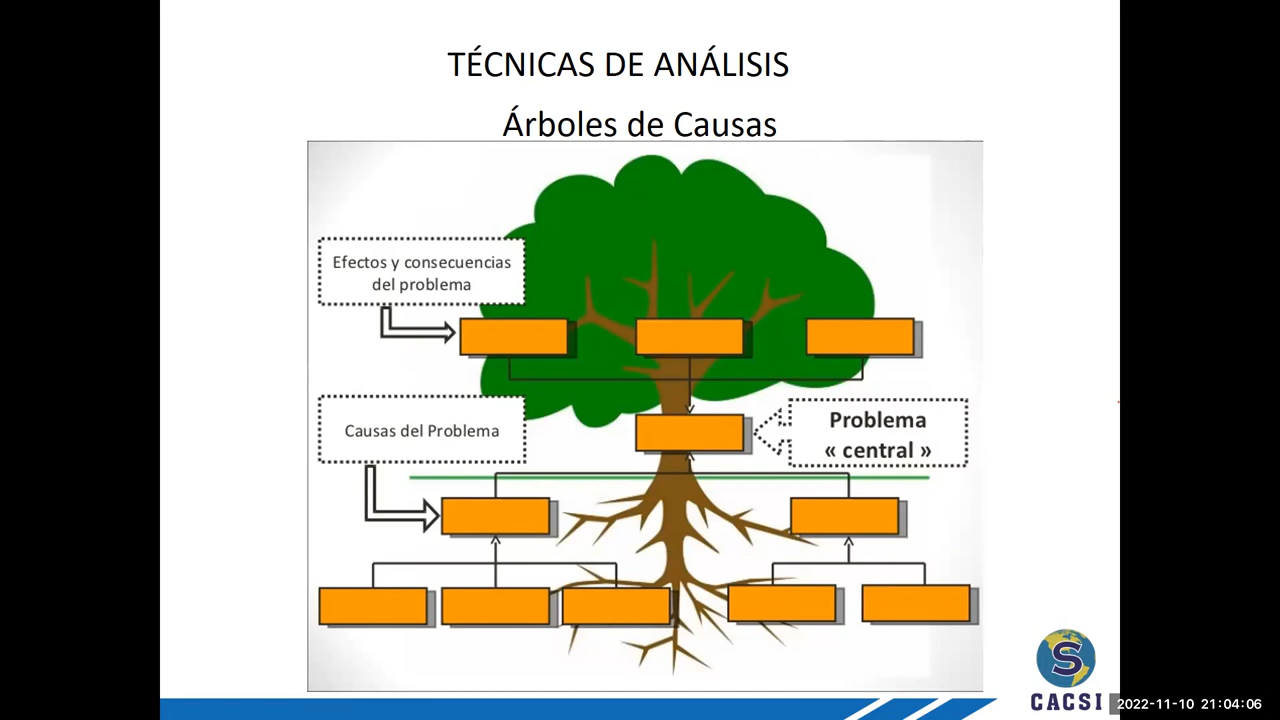 TÉCNICAS DE ANÁLISIS
Árboles de Causas
Efectos y consecuencias
del problema
Causas del Problema
Problema
« central »
S
CACSI
2022-11-10 21:04:06